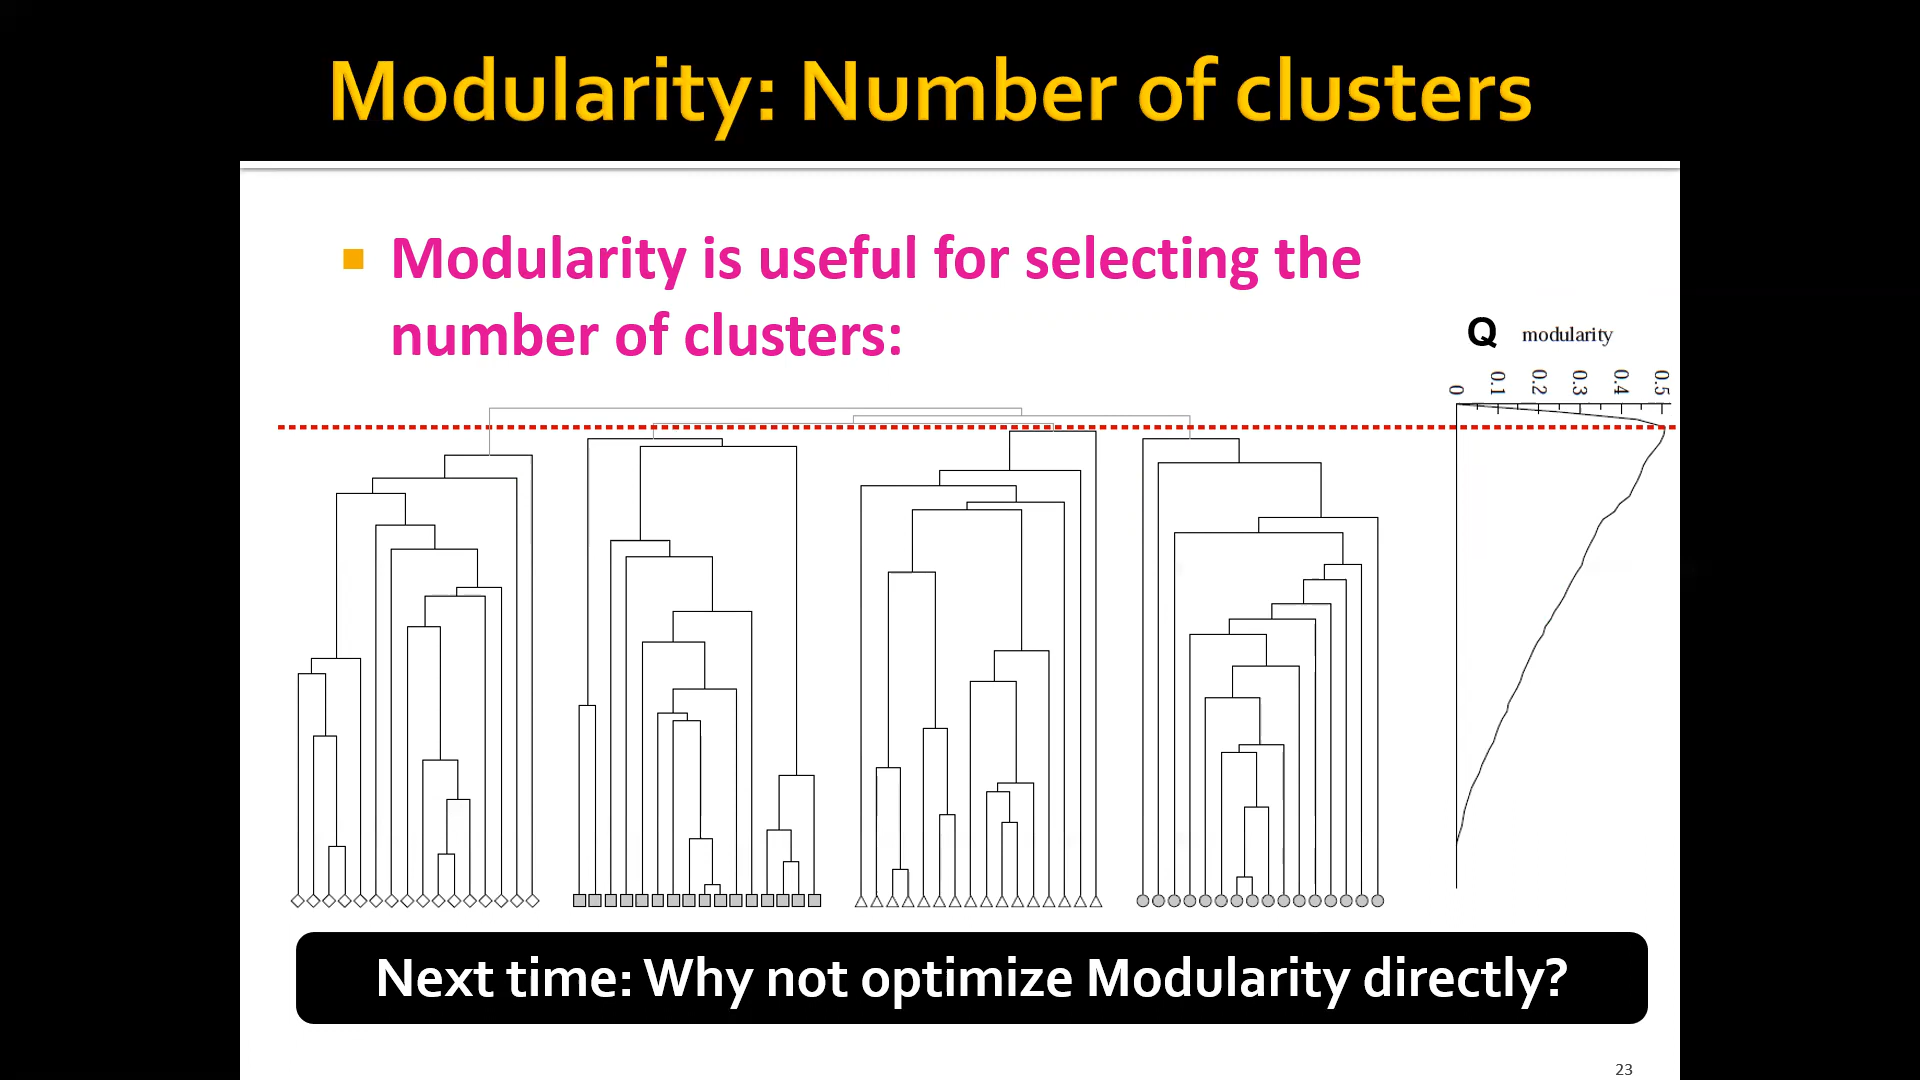 Modularity: Number of clusters
Modularity is useful for selecting the
number of clusters:
Q modularity
0 0.1 0.2 0.3 0.4 0.5
Next time: Why not optimize Modularity directly?
23